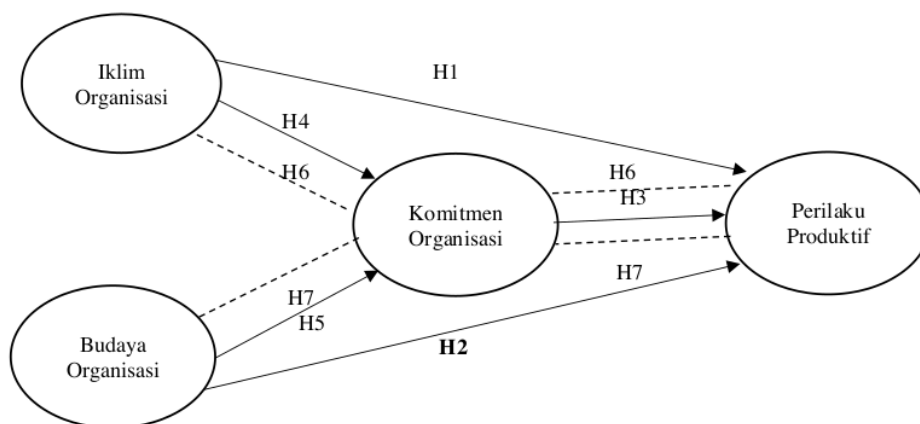 Iklim
Organisasi
H1
H4
H6
H6
H3
Komitmen
Organisasi
Perilaku
Produktif
H7
H7
H5
H2
Budaya
Organisasi